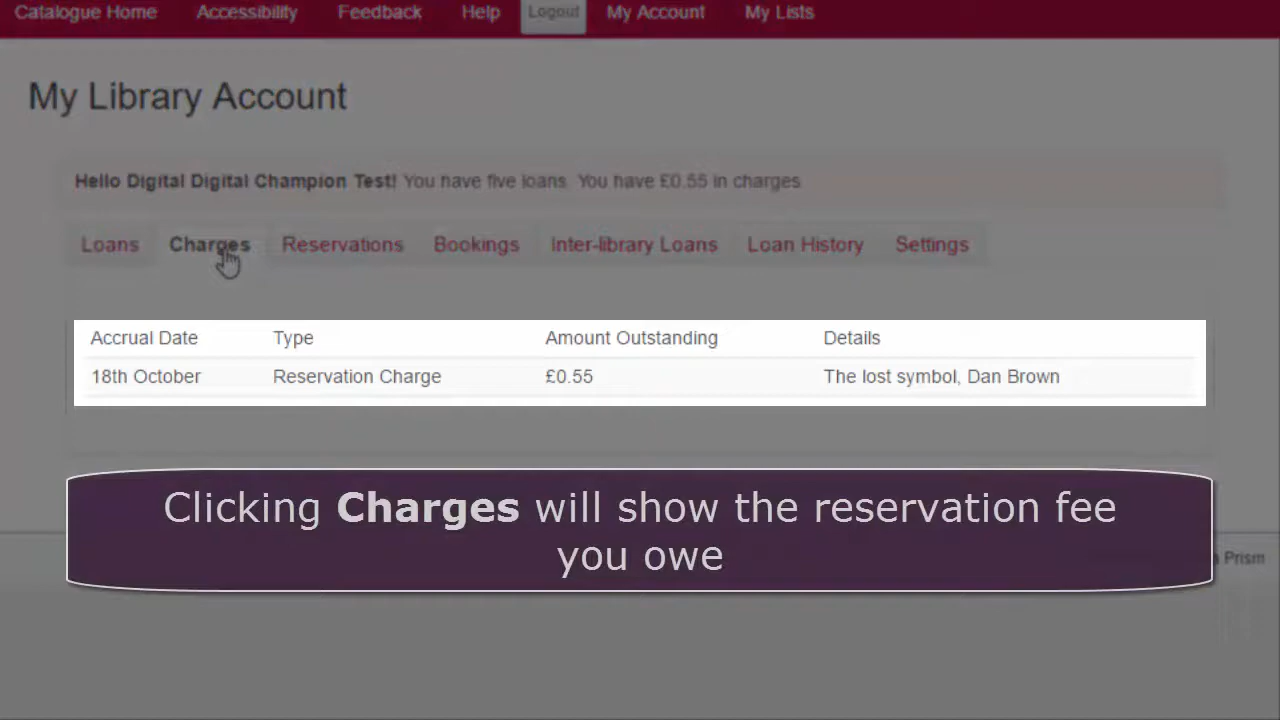 Catalogue Home Accessibility Feedback Help Logout My Account My Lists
My Library Account
Hello Digital Digital Champion Test! You have five loans. You have £0.55 in charges
Loans Charges Reservations Bookings Inter-library Loans Loan History Settings
Accrual Date Type Amount Outstanding Details
18th October Reservation Charge £0.55 The lost symbol, Dan Brown
Clicking Charges will show the reservation fee
you owe
Prism